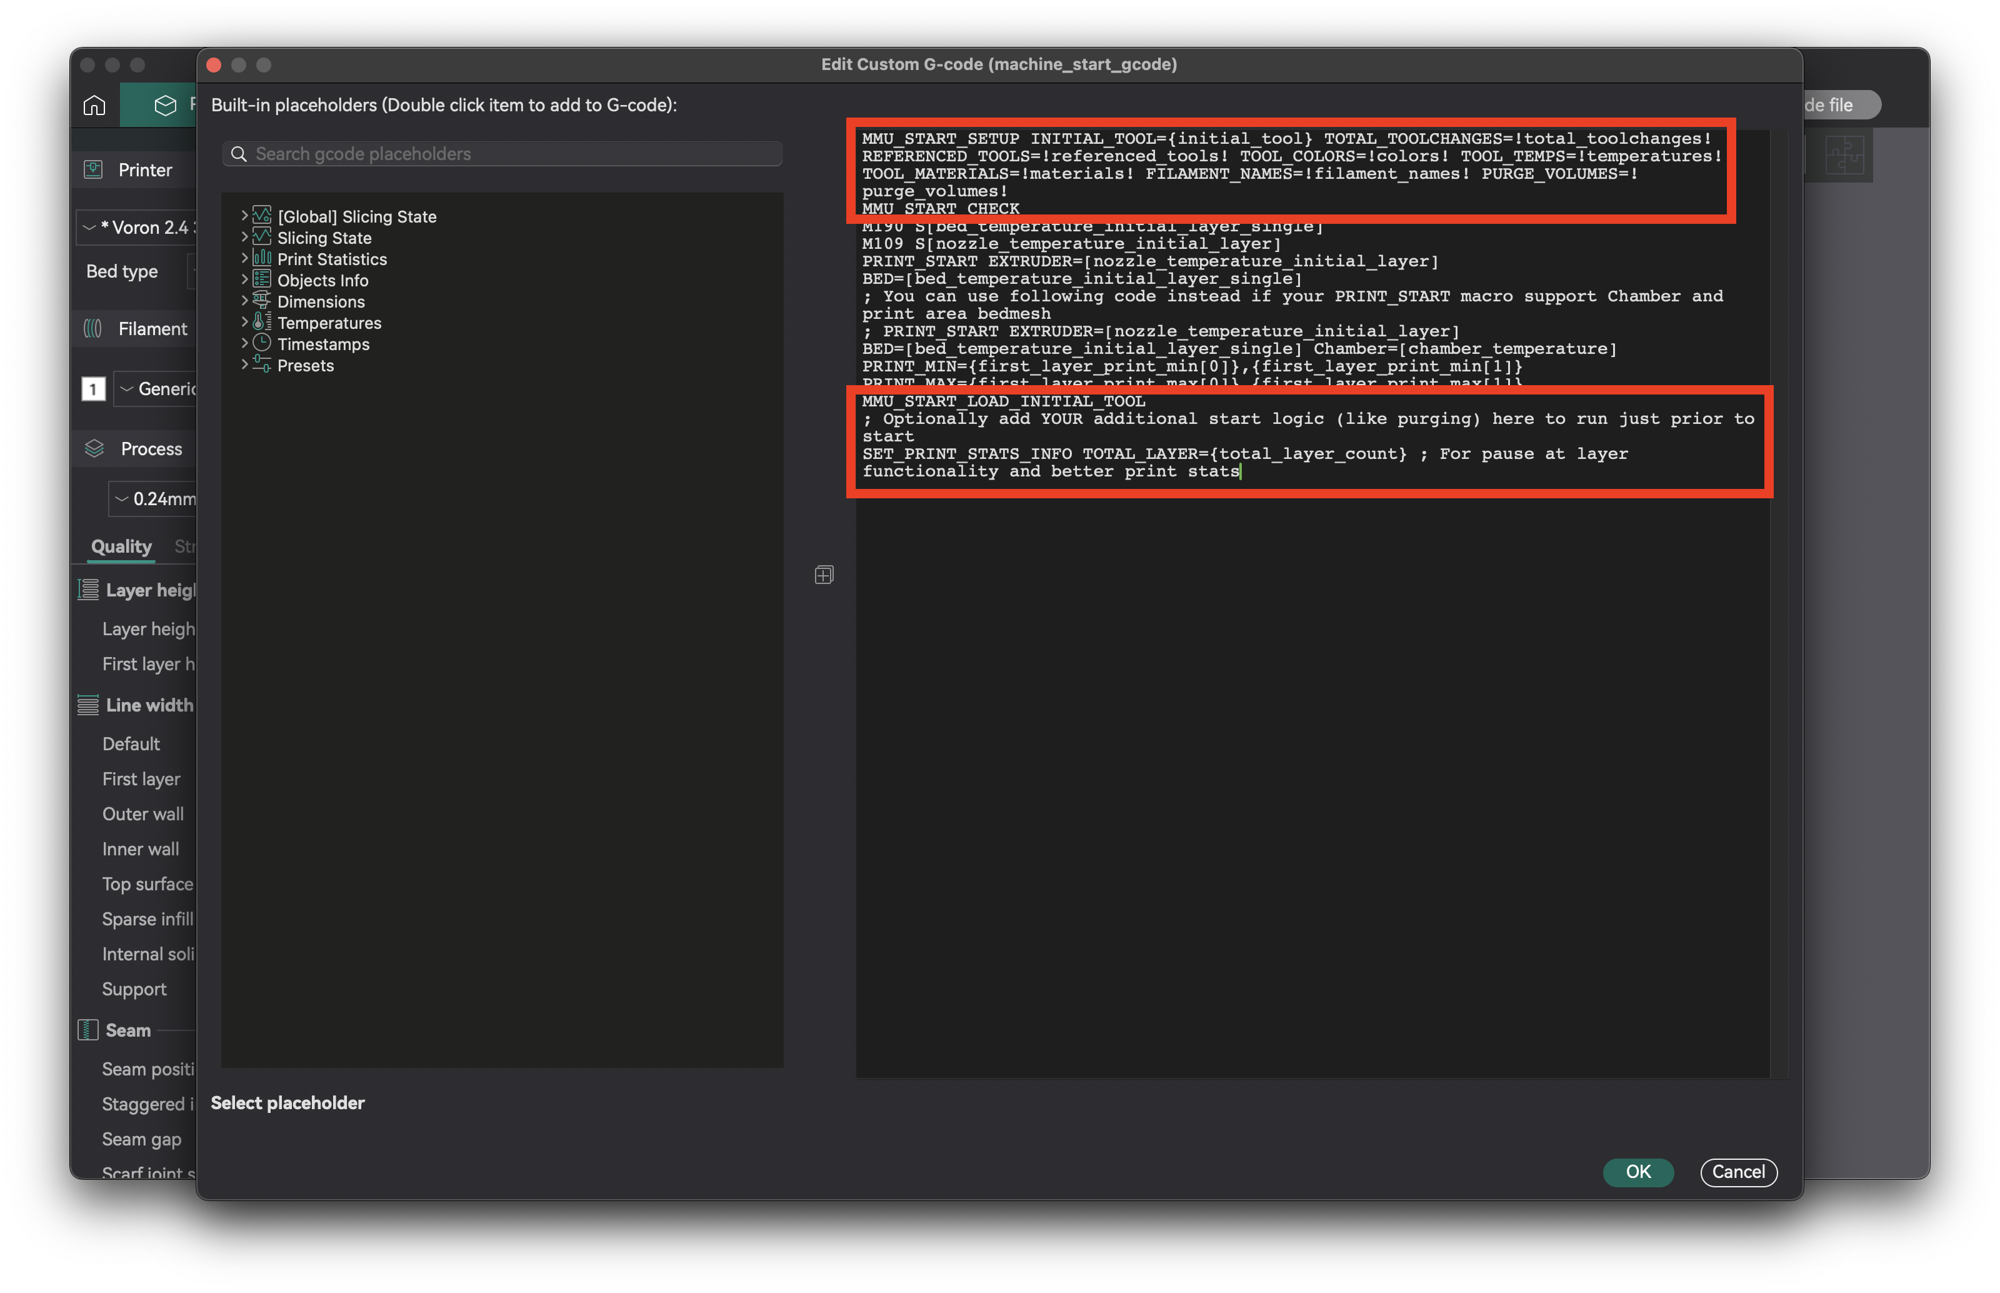 Edit Custom G-code (machine_start_gcode)
Built-in placeholders (Double click item to add to G-code):
de file
Search gcode placeholders
Printer
* Voron 2.4
Bed type
Filament
1
Generic
Process
0.24mm
Quality
Layer heigh
Layer heigh
First layer h
Line width
Default
First layer
Outer wall
Inner wall
Top surface
Sparse infill
Internal soli
Support
Seam
Seam positi
Staggered i
Seam gap
Scarf joint s
[Global] Slicing State
Slicing State
Print Statistics
Objects Info
Dimensions
Temperatures
Timestamps
Presets
MMU_START_SETUP INITIAL_TOOL={initial_tool} TOTAL_TOOLCHANGES=!total_toolchanges!
REFERENCED_TOOLS=!referenced_tools! TOOL_COLORS=!colors! TOOL_TEMPS=!temperatures!
TOOL_MATERIALS=!materials! FILAMENT_NAMES=!filament_names! PURGE_VOLUMES=!
purge_volumes!
MMU_START_CHECK
M190 S[bed_temperature_initial_layer_single]
M109 S[nozzle_temperature_initial_layer]
PRINT_START EXTRUDER=[nozzle_temperature_initial_layer]
BED=[bed_temperature_initial_layer_single]
; You can use following code instead if your PRINT_START macro support Chamber and
print area bedmesh
; PRINT_START EXTRUDER=[nozzle_temperature_initial_layer]
BED=[bed_temperature_initial_layer_single] Chamber=[chamber_temperature]
PRINT_MIN={first_layer_print_min[0]},{first_layer_print_min[1]}
PRINT_MAX={first_layer_print_max[0]},{first_layer_print_max[1]}
MMU_START_LOAD_INITIAL_TOOL
; Optionally add YOUR additional start logic (like purging) here to run just prior to
start
SET_PRINT_STATS_INFO TOTAL_LAYER={total_layer_count} ; For pause at layer
functionality and better print stats
Select placeholder
OK
Cancel